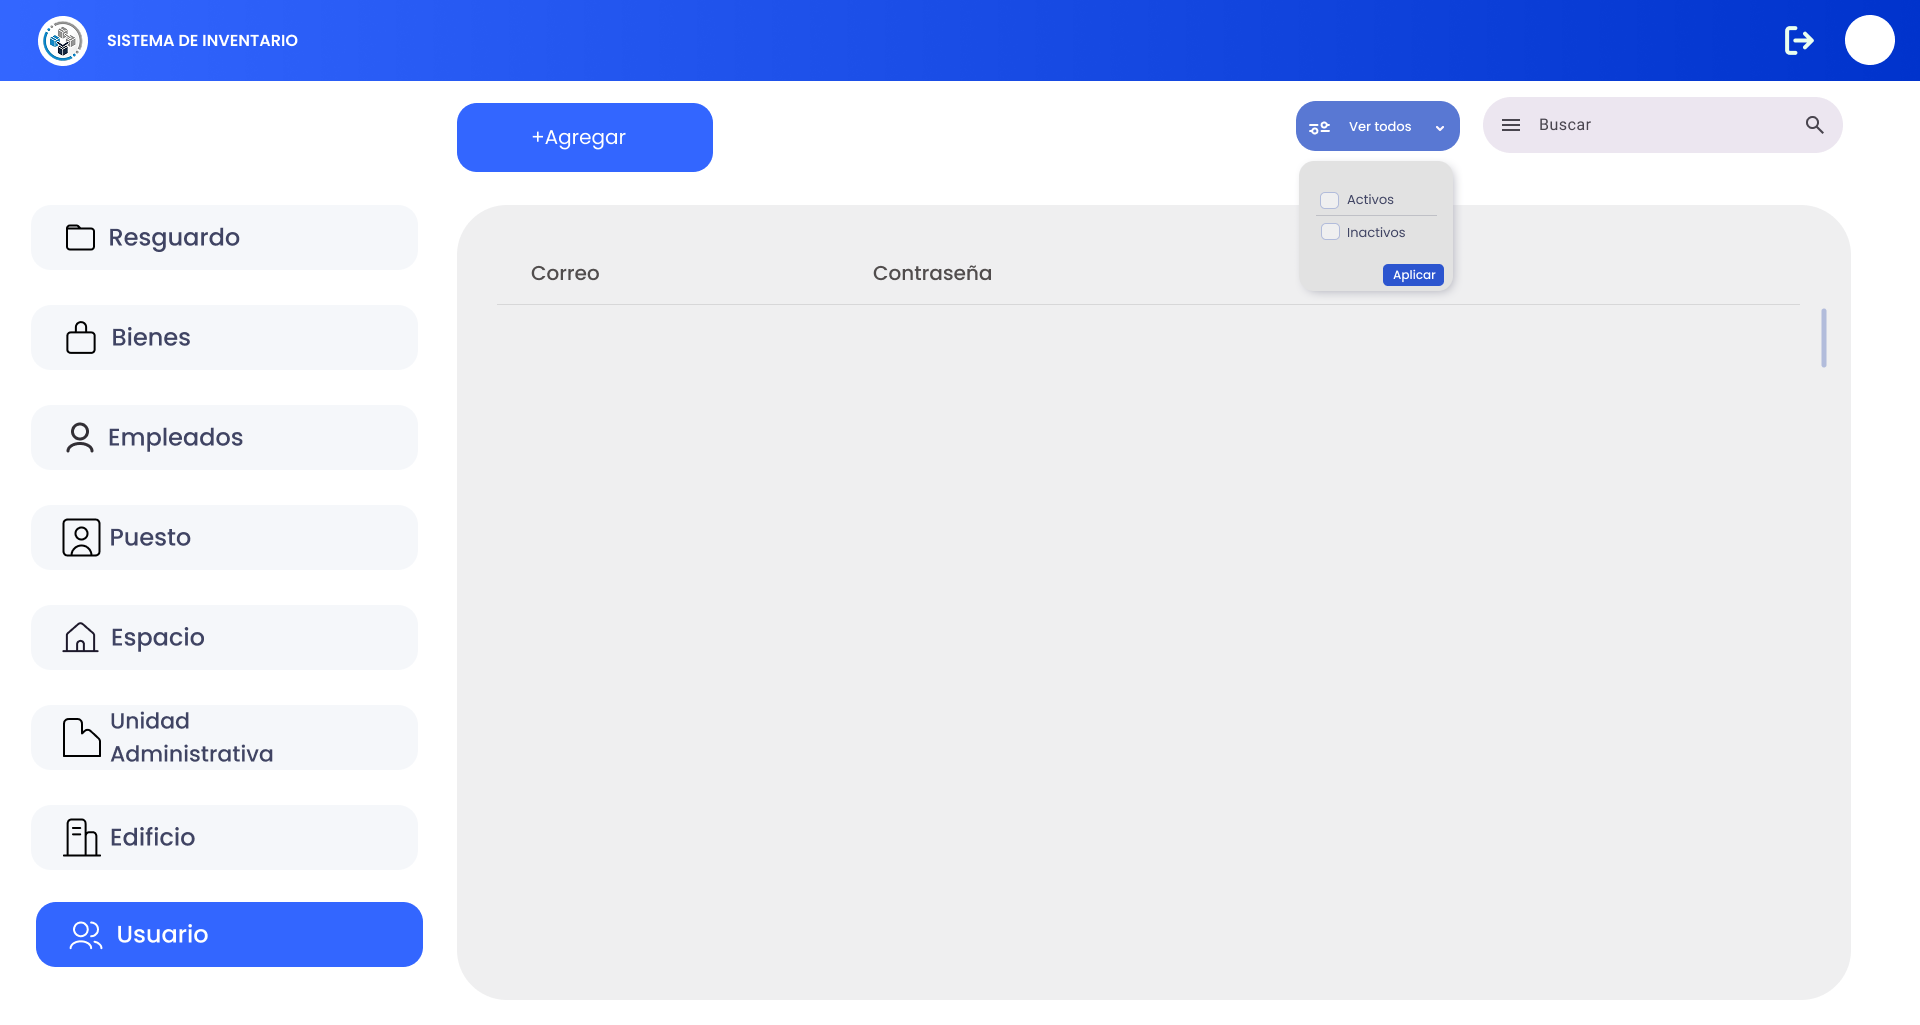 SISTEMA DE INVENTARIO
+Agregar
Ver todos
Buscar
Activos
Inactivos
Aplicar
Resguardo
Bienes
Empleados
Puesto
Espacio
Unidad
Administrativa
Edificio
Usuario
Correo
Contraseña